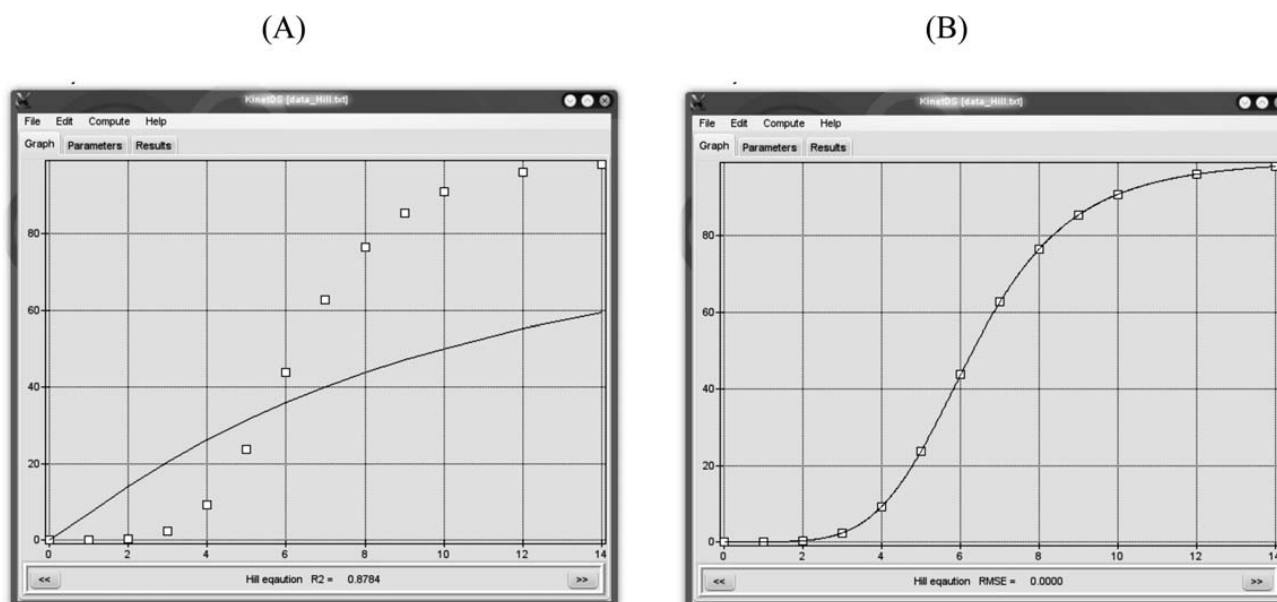 (A)
(B)
KinetDS [data_Hill.txt]
File Edit Compute Help
Graph Parameters Results
80
60
40
20
0
0 2 4 6 8 10 12 14
<< Hill eqaution R2 = 0.8784 >>
KinetDS [data_Hill.txt]
File Edit Compute Help
Graph Parameters Results
80
60
40
20
0
0 2 4 6 8 10 12 14
<< Hill eqaution RMSE = 0.0000 >>